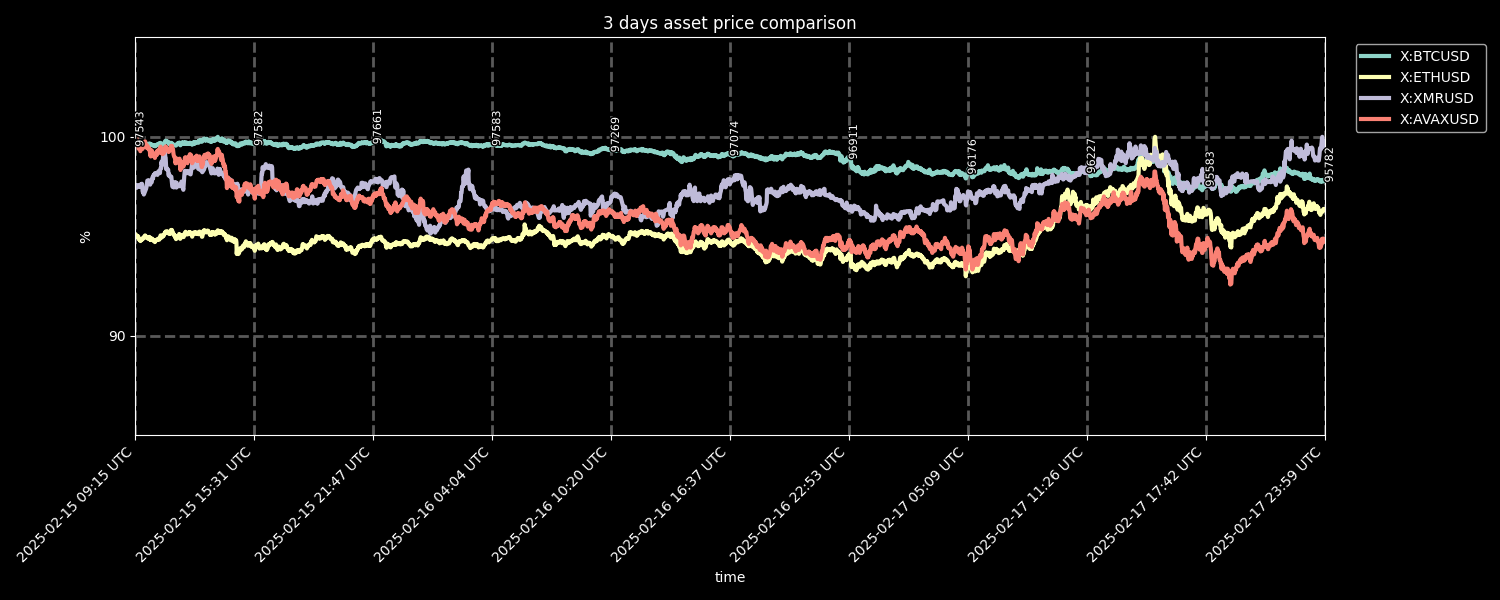 3 days asset price comparison
X:BTCUSD
X:ETHUSD
X:XMRUSD
X:AVAXUSD
100
90
%
97543
97582
97661
97583
97269
97074
96911
96176
96227
95583
95782
2025-02-15 09:15 UTC
2025-02-15 15:31 UTC
2025-02-15 21:47 UTC
2025-02-16 04:04 UTC
2025-02-16 10:20 UTC
2025-02-16 16:37 UTC
2025-02-16 22:53 UTC
2025-02-17 05:09 UTC
2025-02-17 11:26 UTC
2025-02-17 17:42 UTC
2025-02-17 23:59 UTC
time